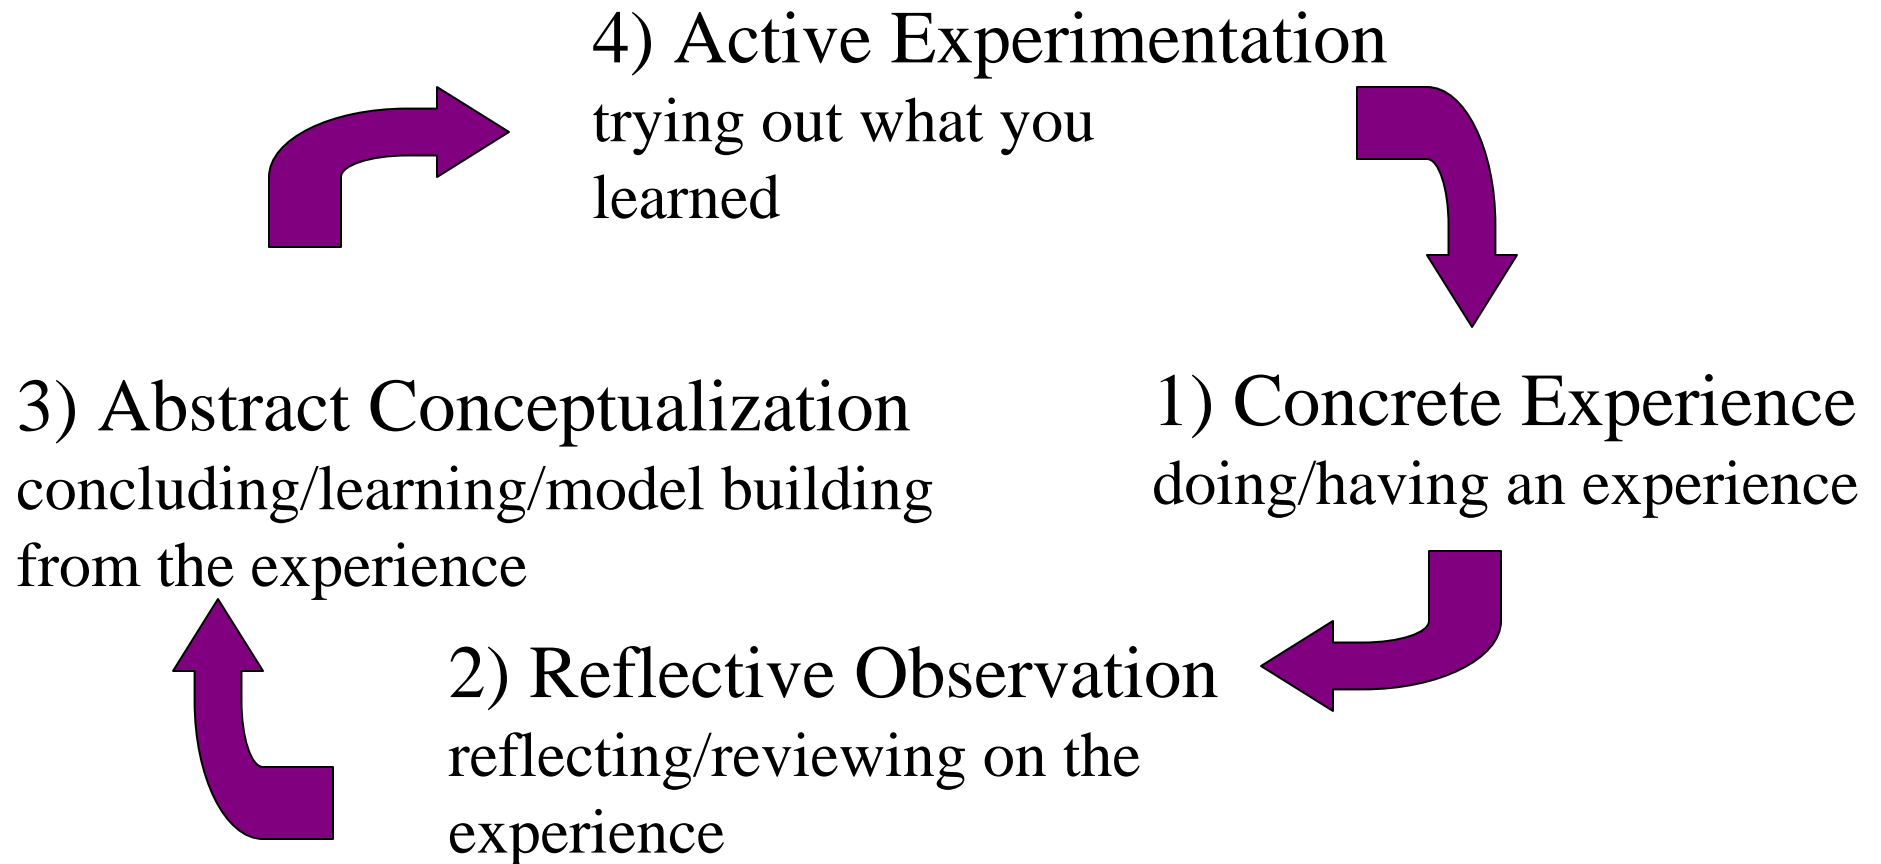 4) Active Experimentation
trying out what you
learned
3) Abstract Conceptualization
concluding/learning/model building
from the experience
1) Concrete Experience
doing/having an experience
2) Reflective Observation
reflecting/reviewing on the
experience